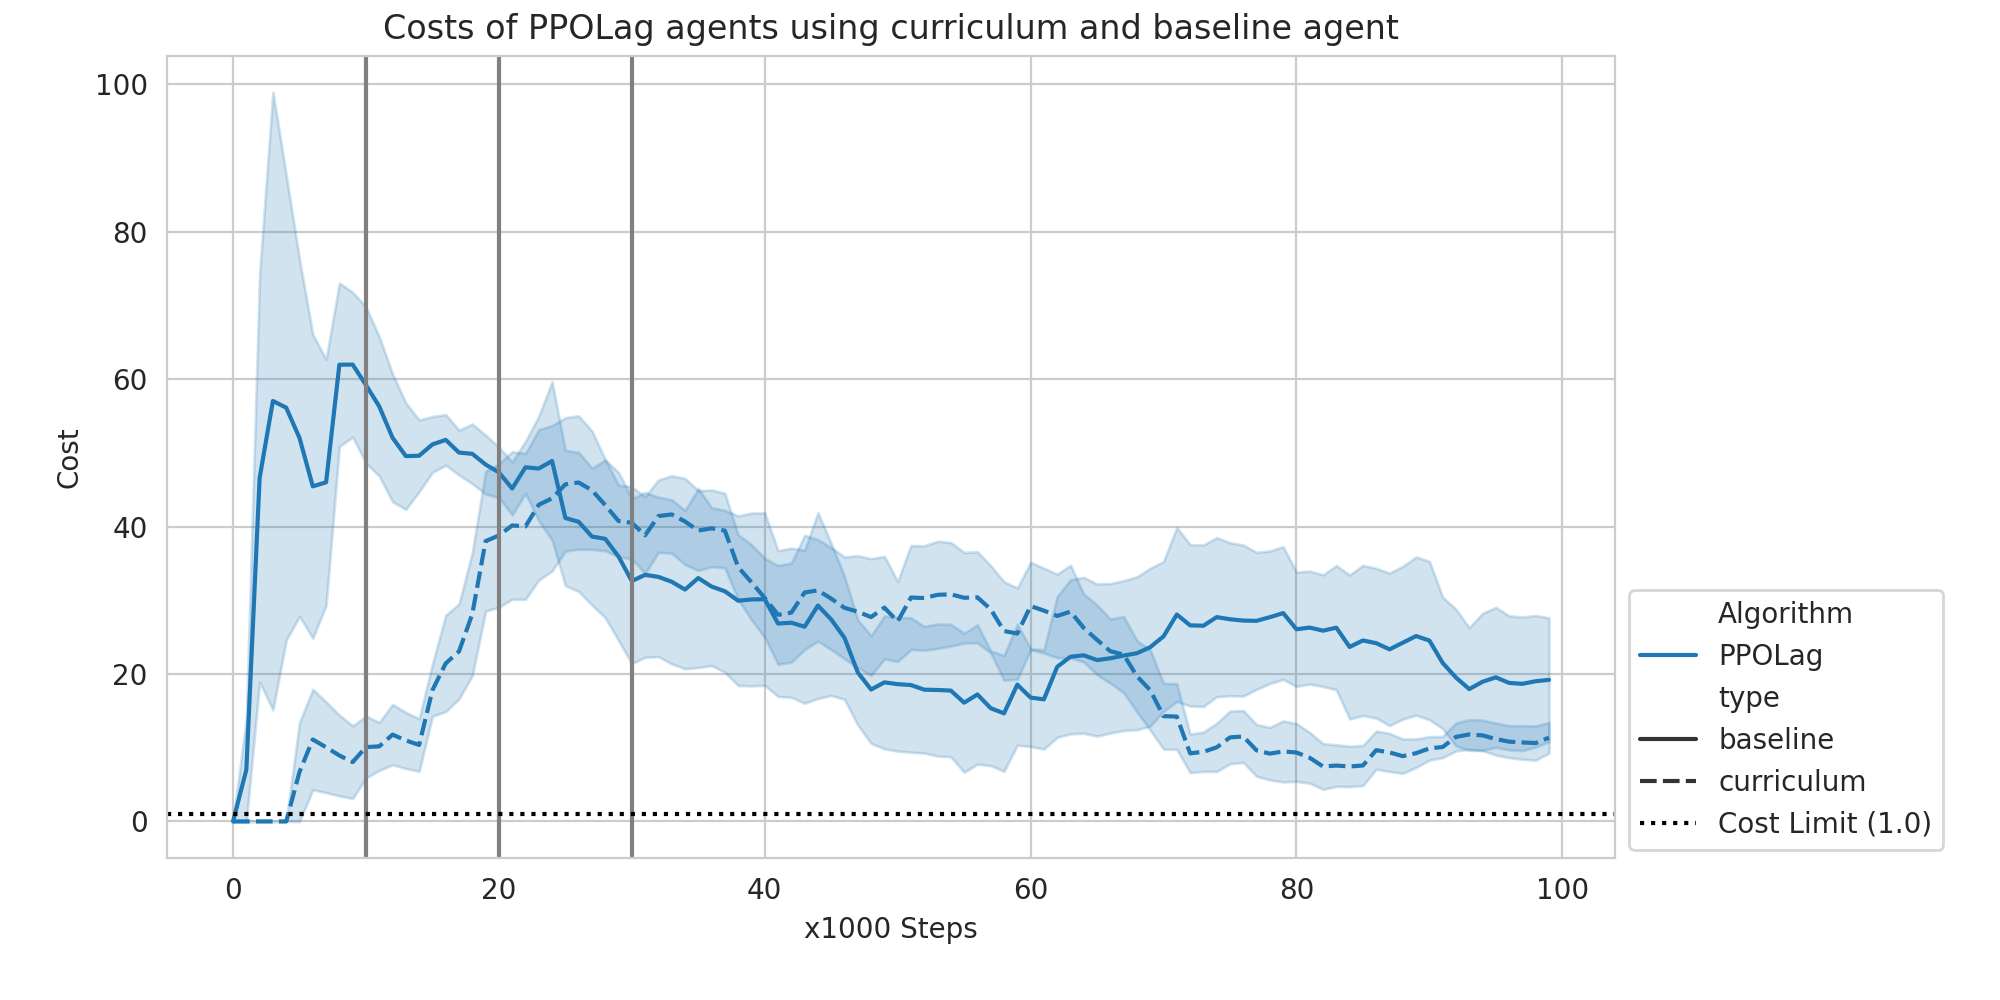 Costs of PPOLag agents using curriculum and baseline agent
100
80
60
40
20
0
Cost
0 20 40 60 80 100
x1000 Steps
Algorithm
PPOLag
type
baseline
curriculum
Cost Limit (1.0)